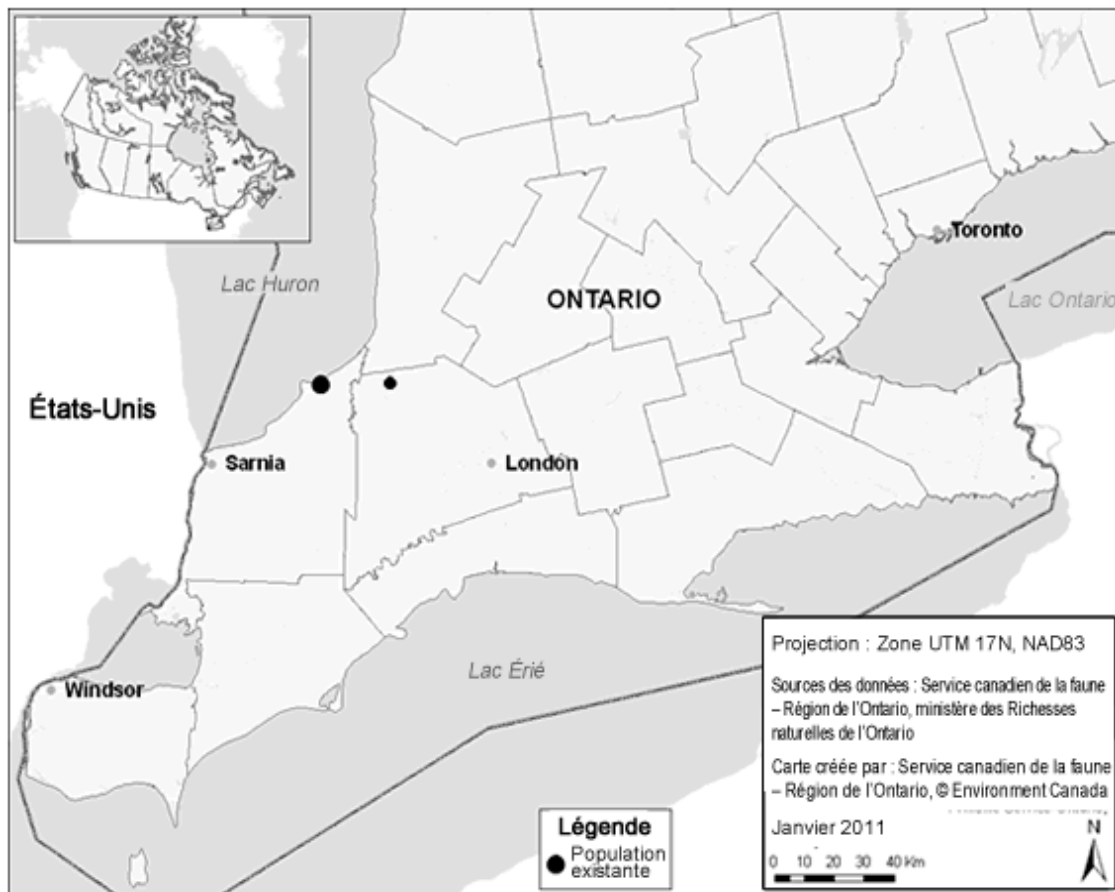 Lac Huron
Toronto
ONTARIO
Lac Ontario
États-Unis
Sarnia
London
Windsor
Lac Érié
Légende
Population
existante
Projection : Zone UTM 17N, NAD83
Sources des données : Service canadien de la faune
– Région de l'Ontario, ministère des Richesses
naturelles de l'Ontario
Carte créée par : Service canadien de la faune
– Région de l'Ontario, © Environment Canada
Janvier 2011
N
0 10 20 30 40 Km